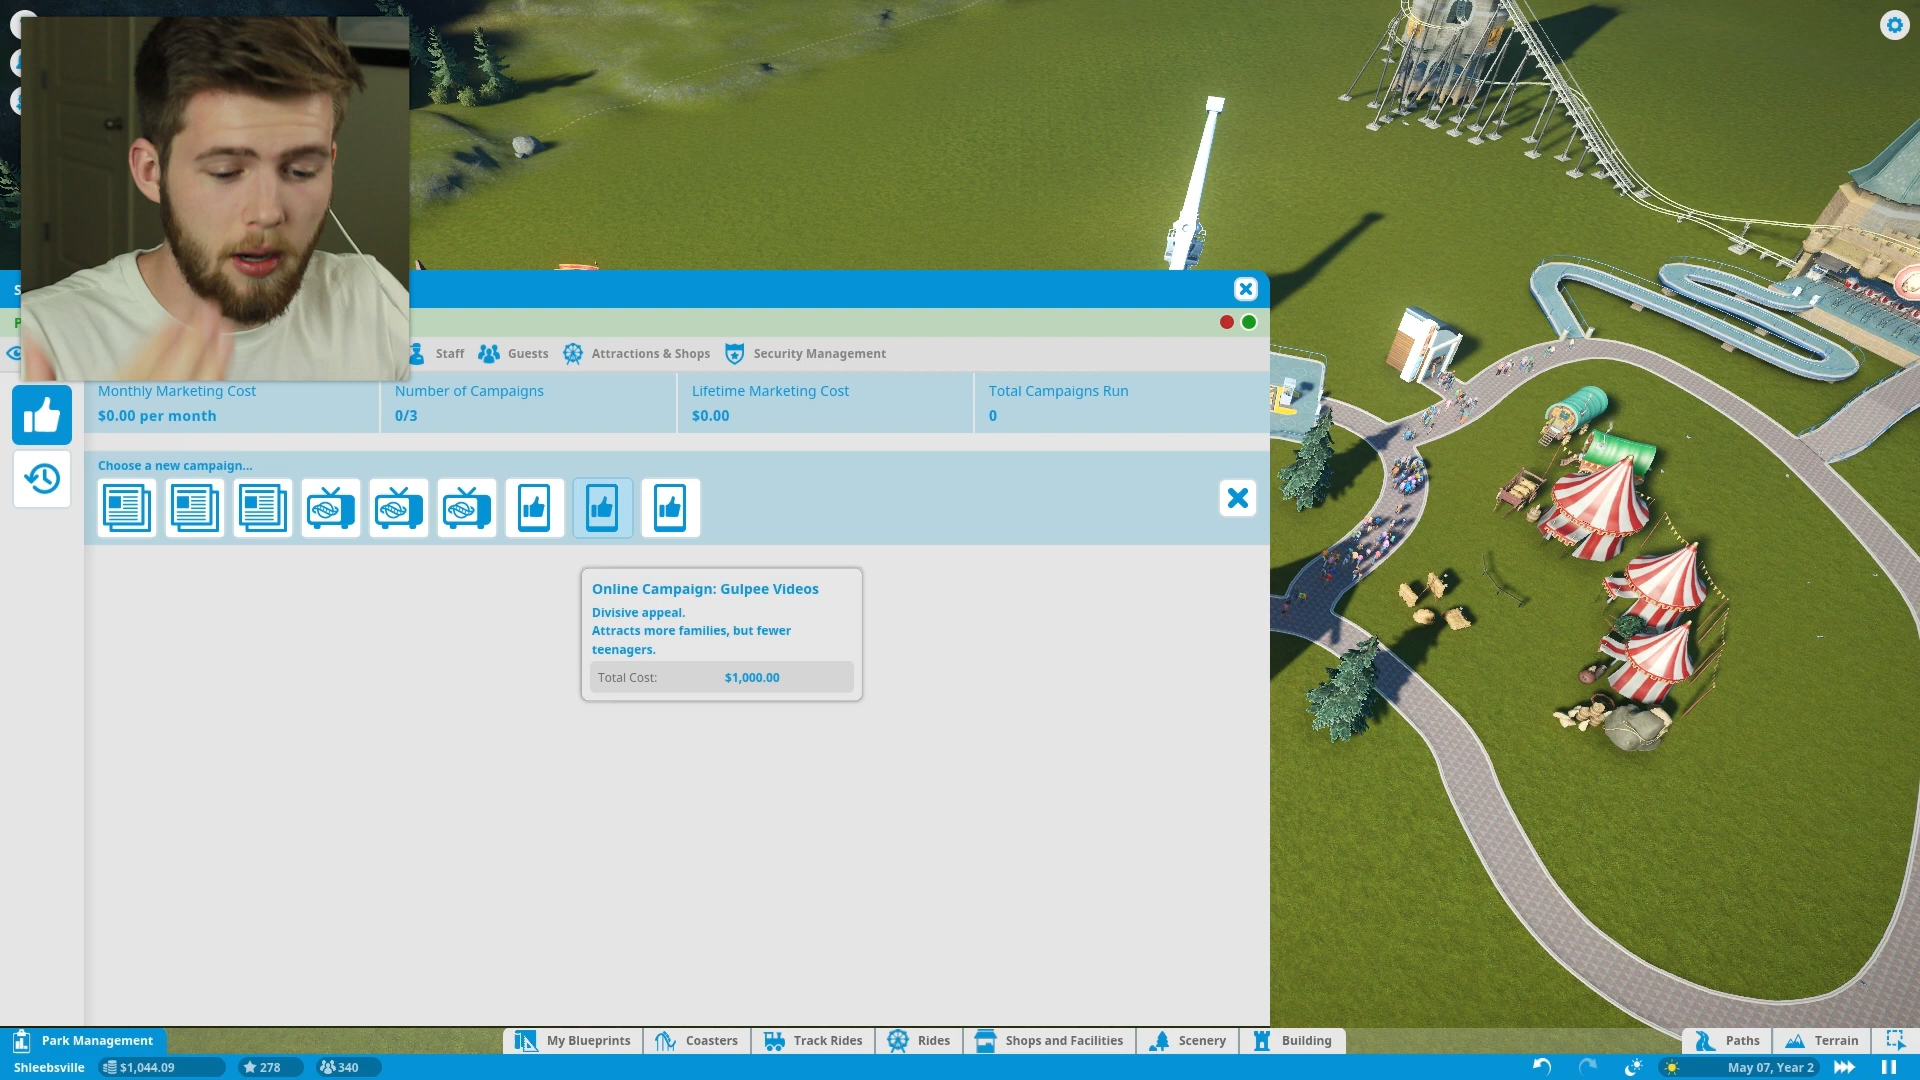 Staff
Guests
Attractions & Shops
Security Management
Monthly Marketing Cost
$0.00 per month
Number of Campaigns
0/3
Lifetime Marketing Cost
$0.00
Total Campaigns Run
0
Choose a new campaign...
Online Campaign: Gulpee Videos
Divisive appeal.
Attracts more families, but fewer
teenagers.
Total Cost: $1,000.00
Park Management
My Blueprints
Coasters
Track Rides
Rides
Shops and Facilities
Scenery
Building
Paths
Terrain
Shleebsville
$1,044.09
278
340
May 07, Year 2